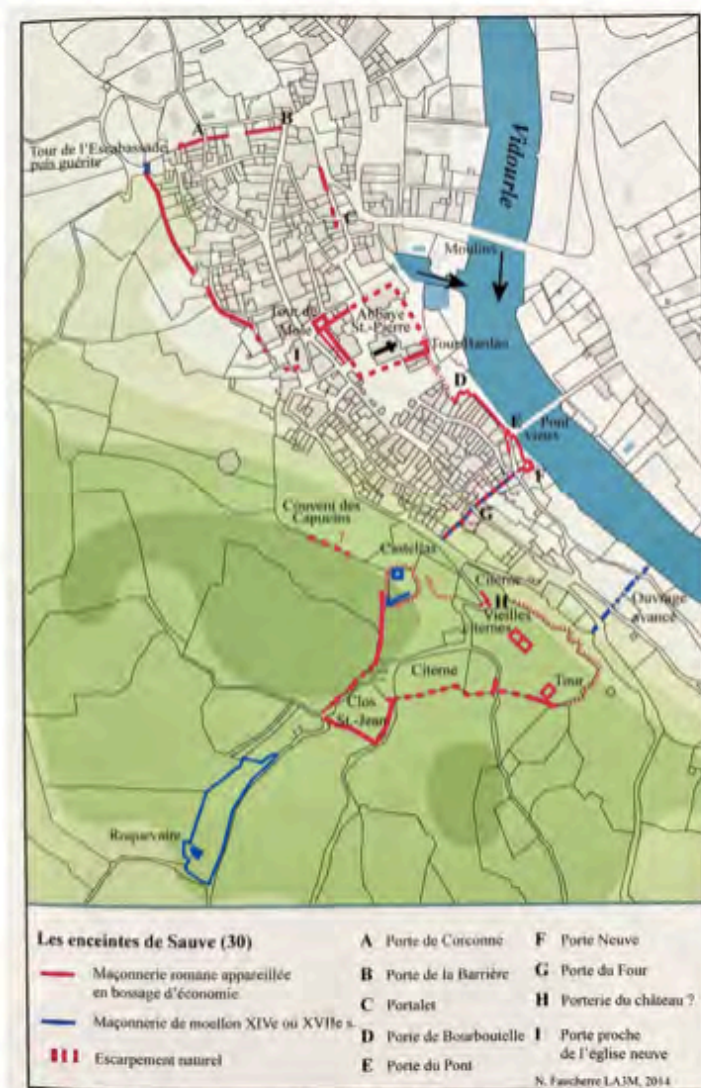 A
B
Tour de l'Escabassade
puis guérite
Vidourle
C
Moulins
Tour de
Mole
Abbaye
St.-Pierre
I
D
E
Pont
vieux
F
G
Couvent des
Capucins
?
Castellas
Citerne
H
Vieilles
citernes
Ouvrage
avancé
Citerne
Tour
Clos
St.-Jean
Roquevaire
Les enceintes de Sauve (30)
Maçonnerie romane appareillée
en bossage d'économie
Maçonnerie de moellon XIVe ou XVIIe s.
Escarpement naturel
A Porte de Corconne
B Porte de la Barrière
C Portalet
D Porte de Bourboutelle
E Porte du Pont
F Porte Neuve
G Porte du Four
H Porterie du château ?
I Porte proche
de l'église neuve
N. Faucherre LA3M, 2014